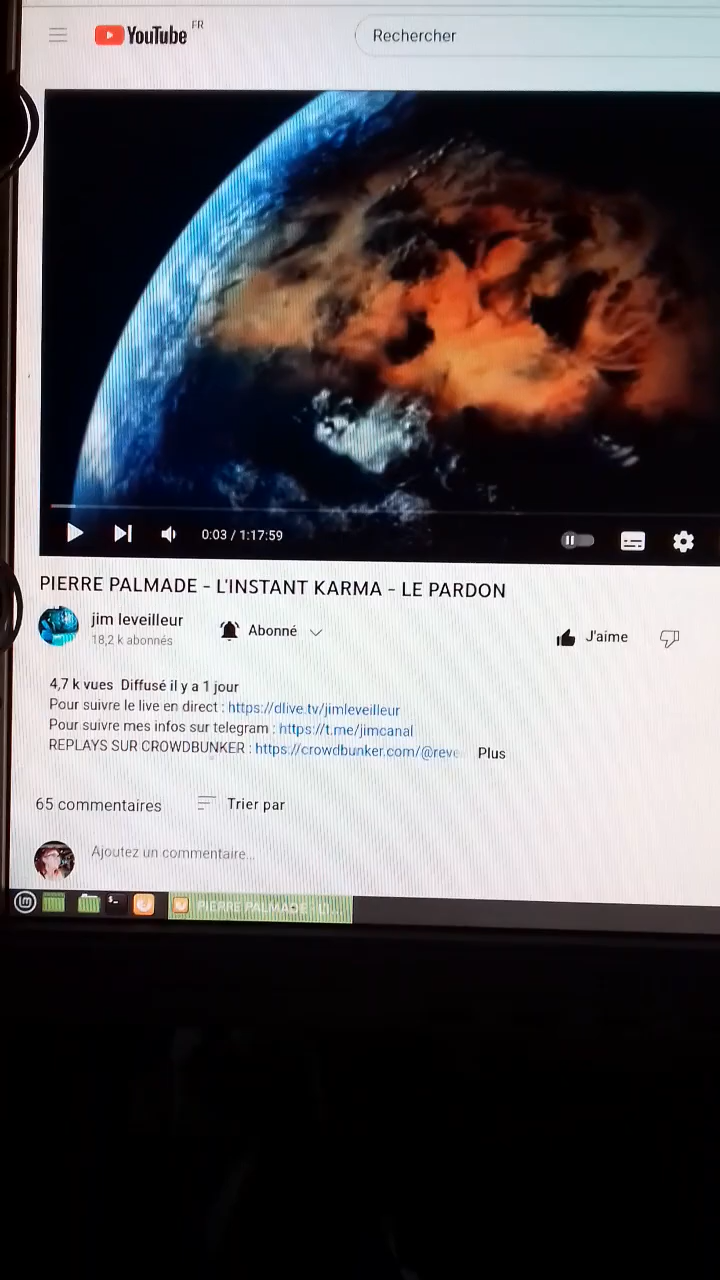 YouTube FR
Rechercher
0:03 / 1:17:59
PIERRE PALMADE - L'INSTANT KARMA - LE PARDON
jim leveilleur
18,2 k abonnés
Abonné
J'aime
4,7 k vues Diffusé il y a 1 jour
Pour suivre le live en direct : https://dlive.tv/jimleveilleur
Pour suivre mes infos sur telegram : https://t.me/jimcanal
REPLAYS SUR CROWDBUNKER : https://crowdbunker.com/@reve Plus
65 commentaires
Trier par
Ajoutez un commentaire...
PIERRE PALMADE - L'I...